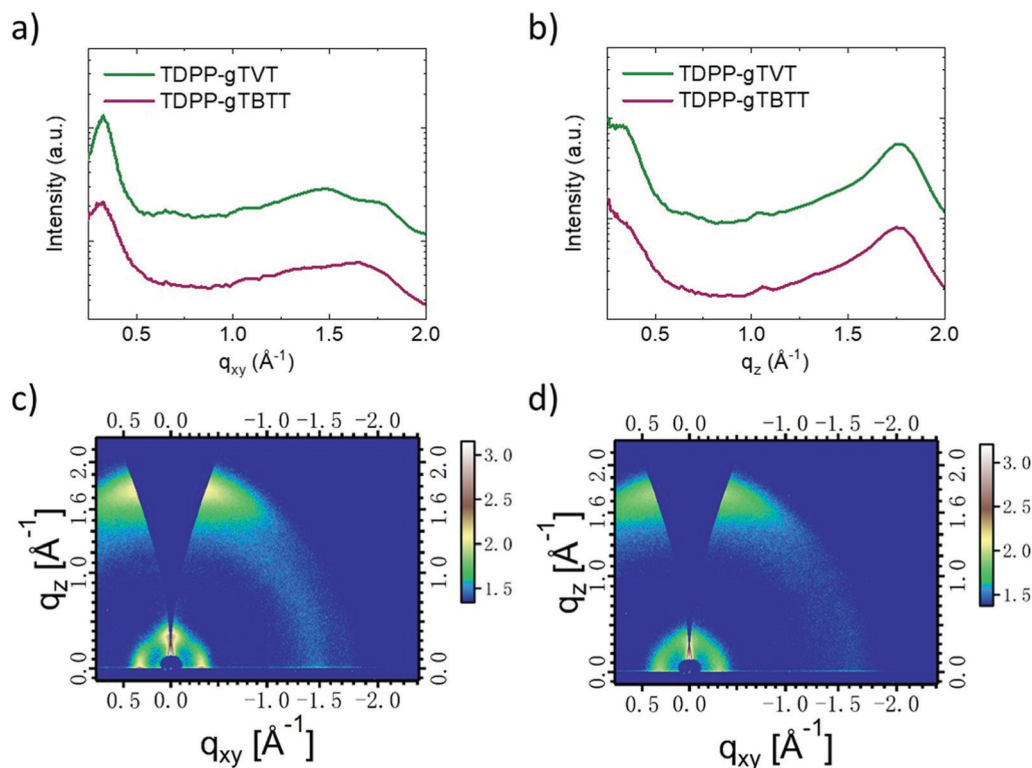 a)
TDPP-gTVT
TDPP-gTBTT
Intensity (a.u.)
0.5 1.0 1.5 2.0
q_xy (Å⁻¹)
b)
TDPP-gTVT
TDPP-gTBTT
Intensity (a.u.)
0.5 1.0 1.5 2.0
q_z (Å⁻¹)
c)
0.5 0.0 -1.0 -1.5 -2.0
2.0
1.6
1.0
0.0
q_z [Å⁻¹]
2.0
1.6
1.0
0.0
3.0
2.5
2.0
1.5
0.5 0.0 -1.0 -1.5 -2.0
q_xy [Å⁻¹]
d)
0.5 0.0 -1.0 -1.5 -2.0
2.0
1.6
1.0
0.0
q_z [Å⁻¹]
2.0
1.6
1.0
0.0
3.0
2.5
2.0
1.5
0.5 0.0 -1.0 -1.5 -2.0
q_xy [Å⁻¹]